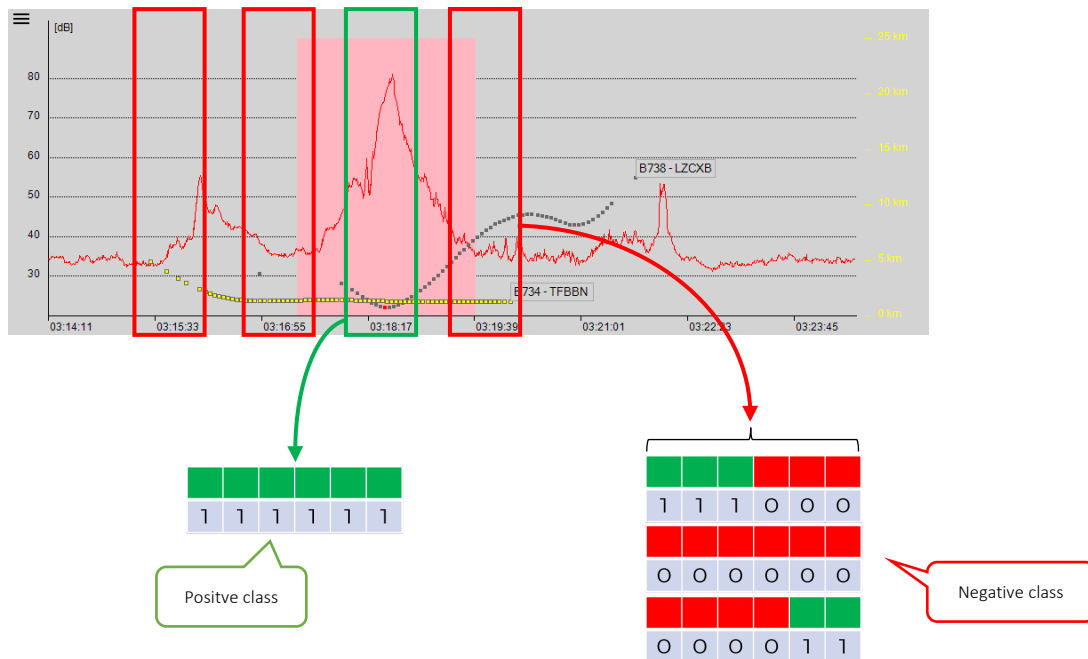 [dB]
25 km
80
20 km
70
60
15 km
B738 - LZCXB
50
10 km
40
5 km
30
B734 - TFBBN
0 km
03:14:11 03:15:33 03:16:55 03:18:17 03:19:39 03:21:01 03:22:23 03:23:45
1 1 1 1 1 1
1 1 1 0 0 0
0 0 0 0 0 0
0 0 0 0 1 1
Positve class
Negative class